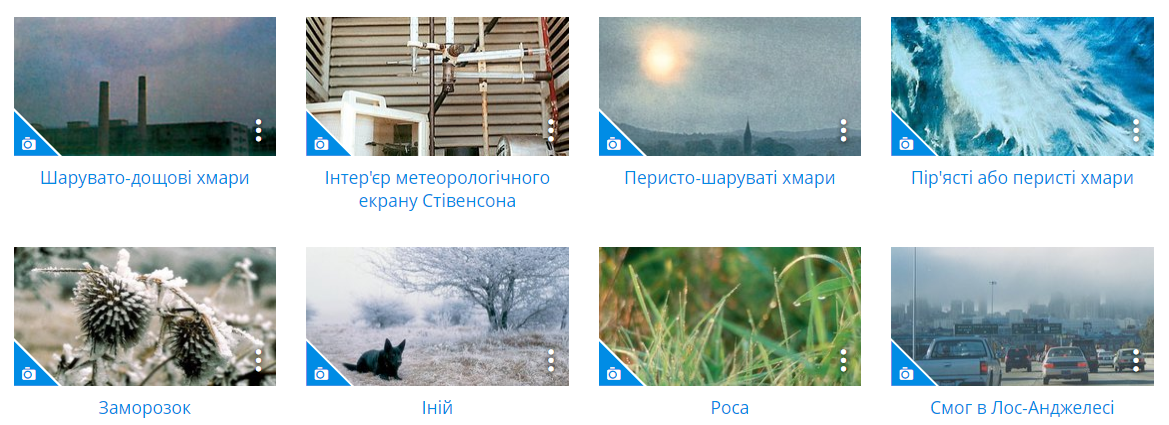 Шарувато-дощові хмари
Інтер'єр метеорологічного
екрану Стівенсона
Перисто-шаруваті хмари
Пір'ясті або перисті хмари
Заморозок
Іній
Роса
Смог в Лос-Анджелесі